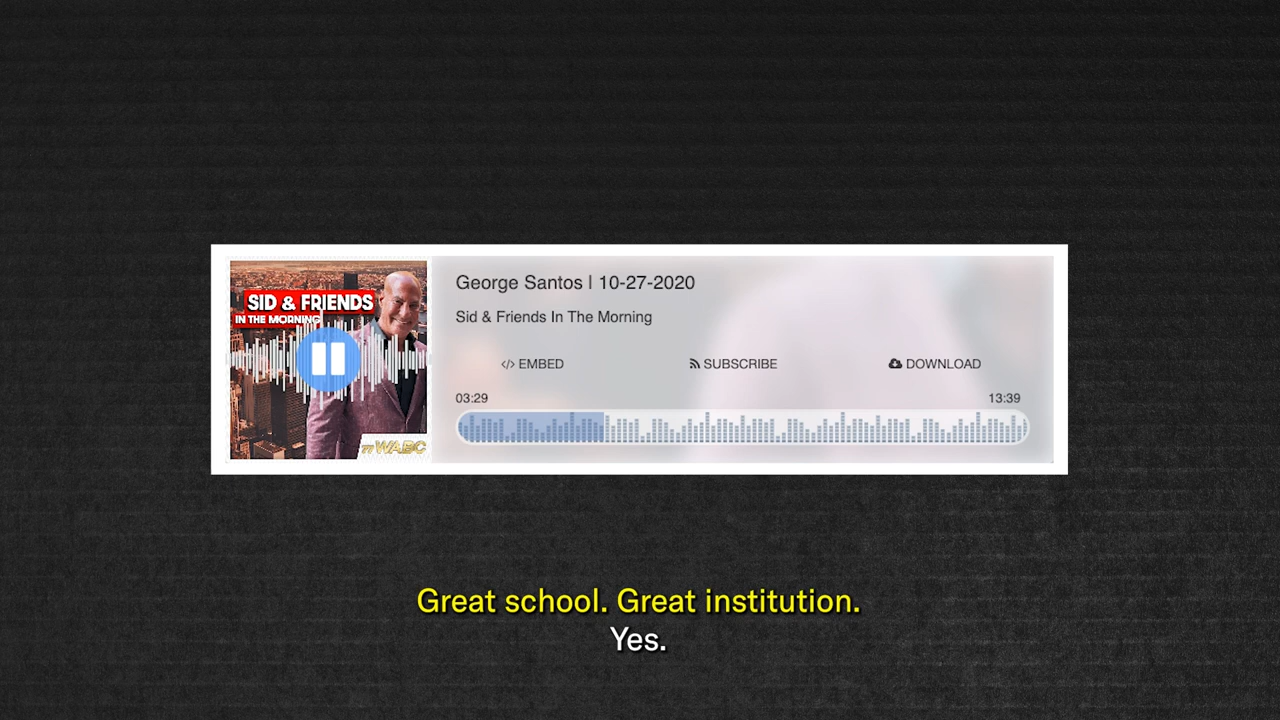 SID & FRIENDS
IN THE MORNING
77 WABC
George Santos | 10-27-2020
Sid & Friends In The Morning
</> EMBED
SUBSCRIBE
DOWNLOAD
03:29
13:39
Great school. Great institution.
Yes.